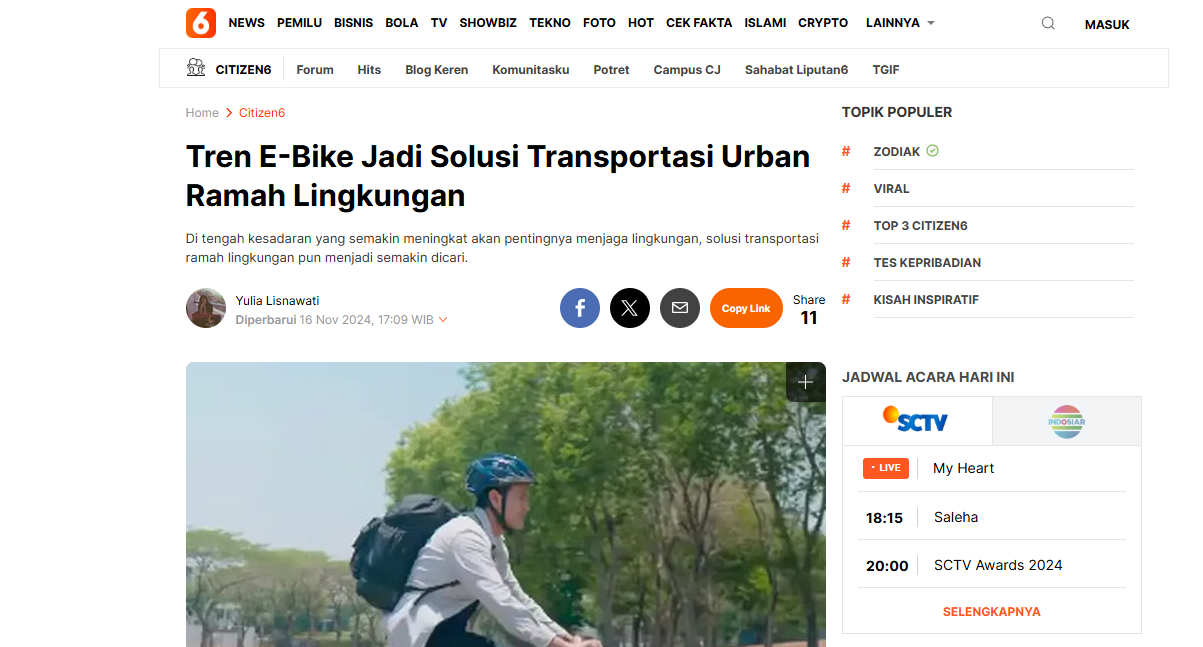 6 NEWS PEMILU BISNIS BOLA TV SHOWBIZ TEKNO FOTO HOT CEK FAKTA ISLAMI CRYPTO LAINNYA MASUK
CITIZEN6 Forum Hits Blog Keren Komunitasku Potret Campus CJ Sahabat Liputan6 TGIF
Home > Citizen6
Tren E-Bike Jadi Solusi Transportasi Urban
Ramah Lingkungan
Di tengah kesadaran yang semakin meningkat akan pentingnya menjaga lingkungan, solusi transportasi
ramah lingkungan pun menjadi semakin dicari.
Yulia Lisnawati
Diperbarui 16 Nov 2024, 17:09 WIB
f X Copy Link
Share
11
TOPIK POPULER
# ZODIAK
# VIRAL
# TOP 3 CITIZEN6
# TES KEPRIBADIAN
# KISAH INSPIRATIF
JADWAL ACARA HARI INI
SCTV INDOSIAR
LIVE My Heart
18:15 Saleha
20:00 SCTV Awards 2024
SELENGKAPNYA